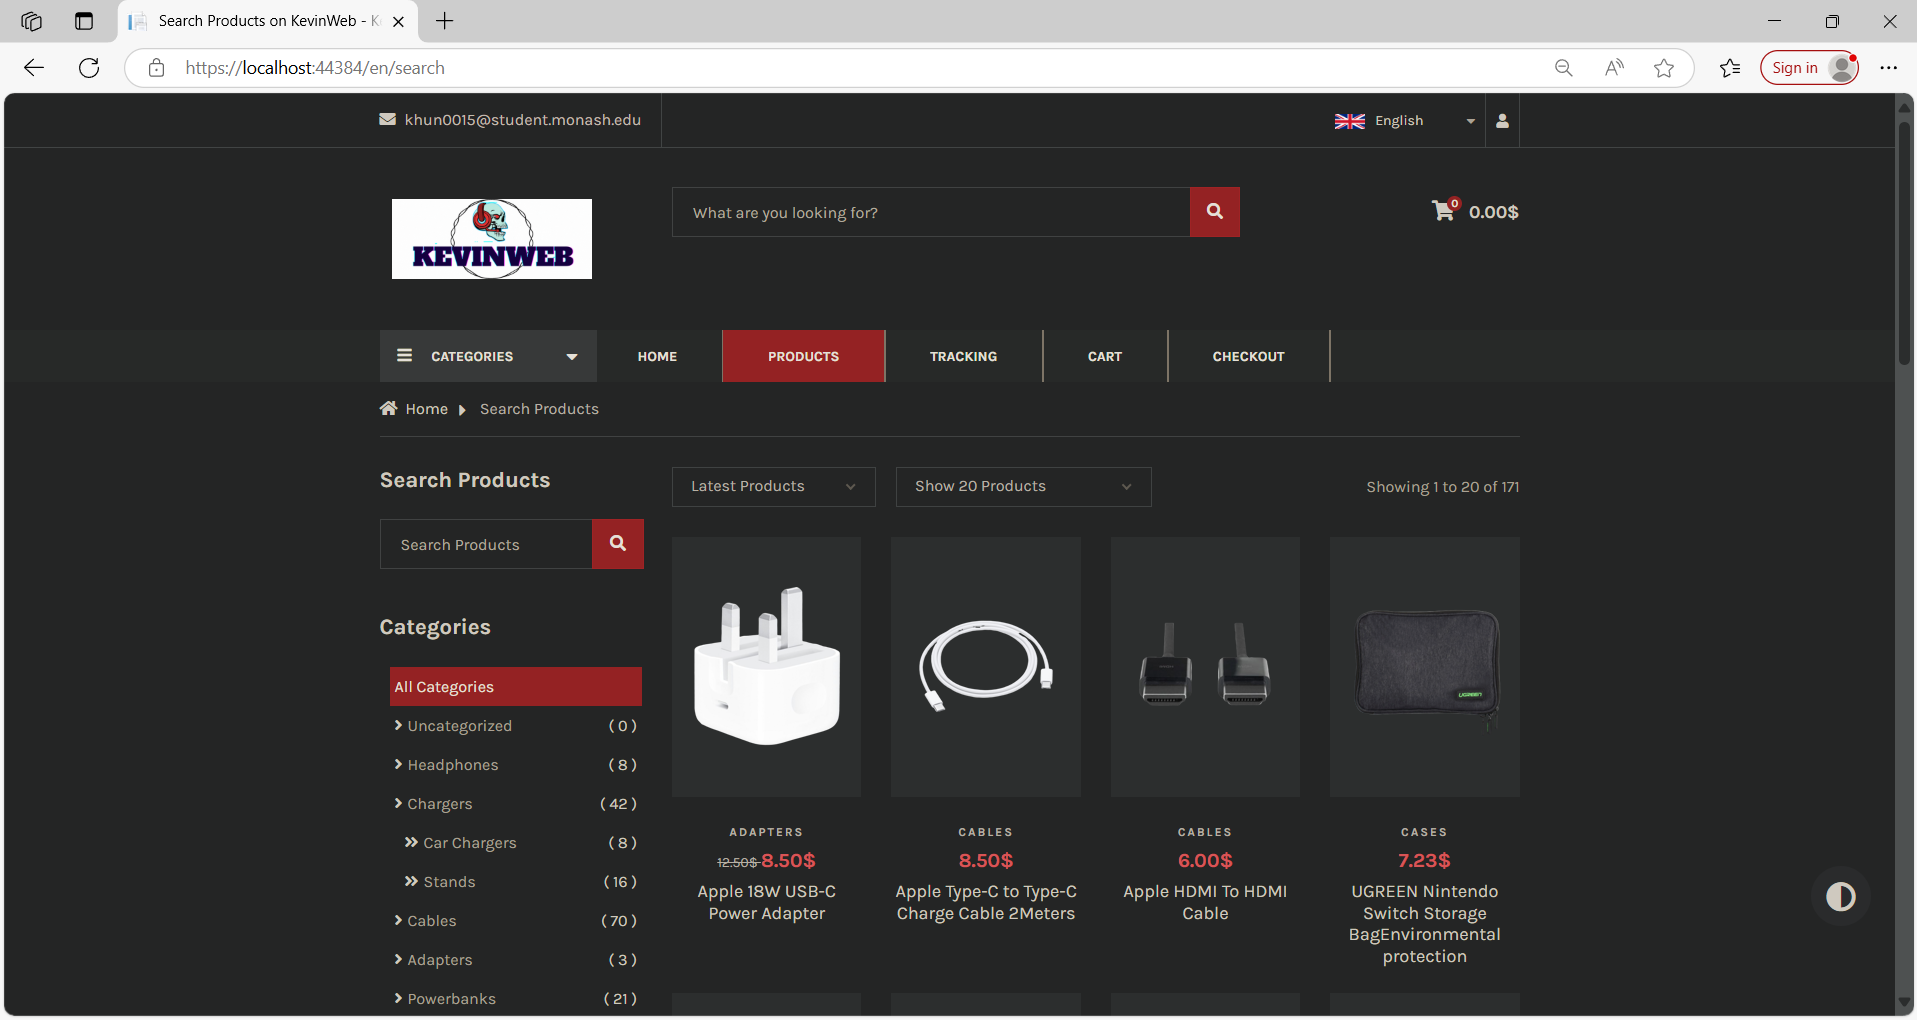 Search Products on KevinWeb - K
Sign in
https://localhost:44384/en/search
khun0015@student.monash.edu
English
KEVINWEB
What are you looking for?
0
0.00$
CATEGORIES
HOME
PRODUCTS
TRACKING
CART
CHECKOUT
Home
Search Products
Search Products
Search Products
Categories
All Categories
Uncategorized ( 0 )
Headphones ( 8 )
Chargers ( 42 )
Car Chargers ( 8 )
Stands ( 16 )
Cables ( 70 )
Adapters ( 3 )
Powerbanks ( 21 )
Latest Products
Show 20 Products
Showing 1 to 20 of 171
ADAPTERS
12.50$ 8.50$
Apple 18W USB-C
Power Adapter
CABLES
8.50$
Apple Type-C to Type-C
Charge Cable 2Meters
CABLES
6.00$
Apple HDMI To HDMI
Cable
UGREEN
CASES
7.23$
UGREEN Nintendo
Switch Storage
BagEnvironmental
protection